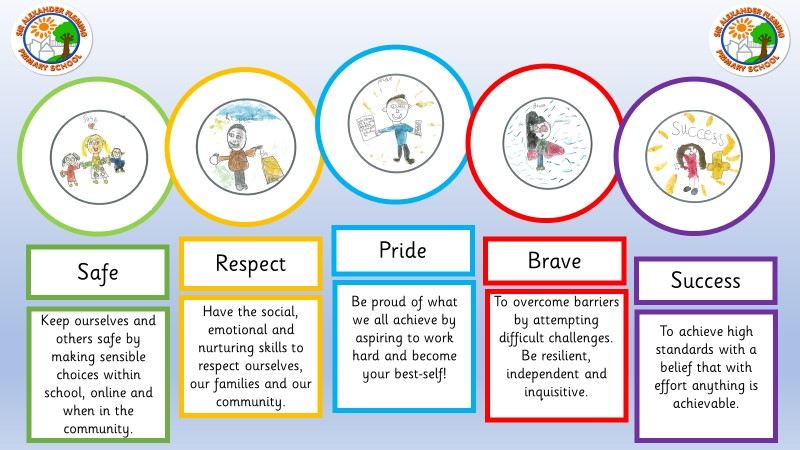 SIR ALEXANDER FLEMING
PRIMARY SCHOOL
SIR ALEXANDER FLEMING
PRIMARY SCHOOL
Safe
Pride
Brave
Success
Safe
Keep ourselves and
others safe by
making sensible
choices within
school, online and
when in the
community.
Respect
Have the social,
emotional and
nurturing skills to
respect ourselves,
our families and our
community.
Pride
Be proud of what
we all achieve by
aspiring to work
hard and become
your best-self!
Brave
To overcome barriers
by attempting
difficult challenges.
Be resilient,
independent and
inquisitive.
Success
To achieve high
standards with a
belief that with
effort anything is
achievable.